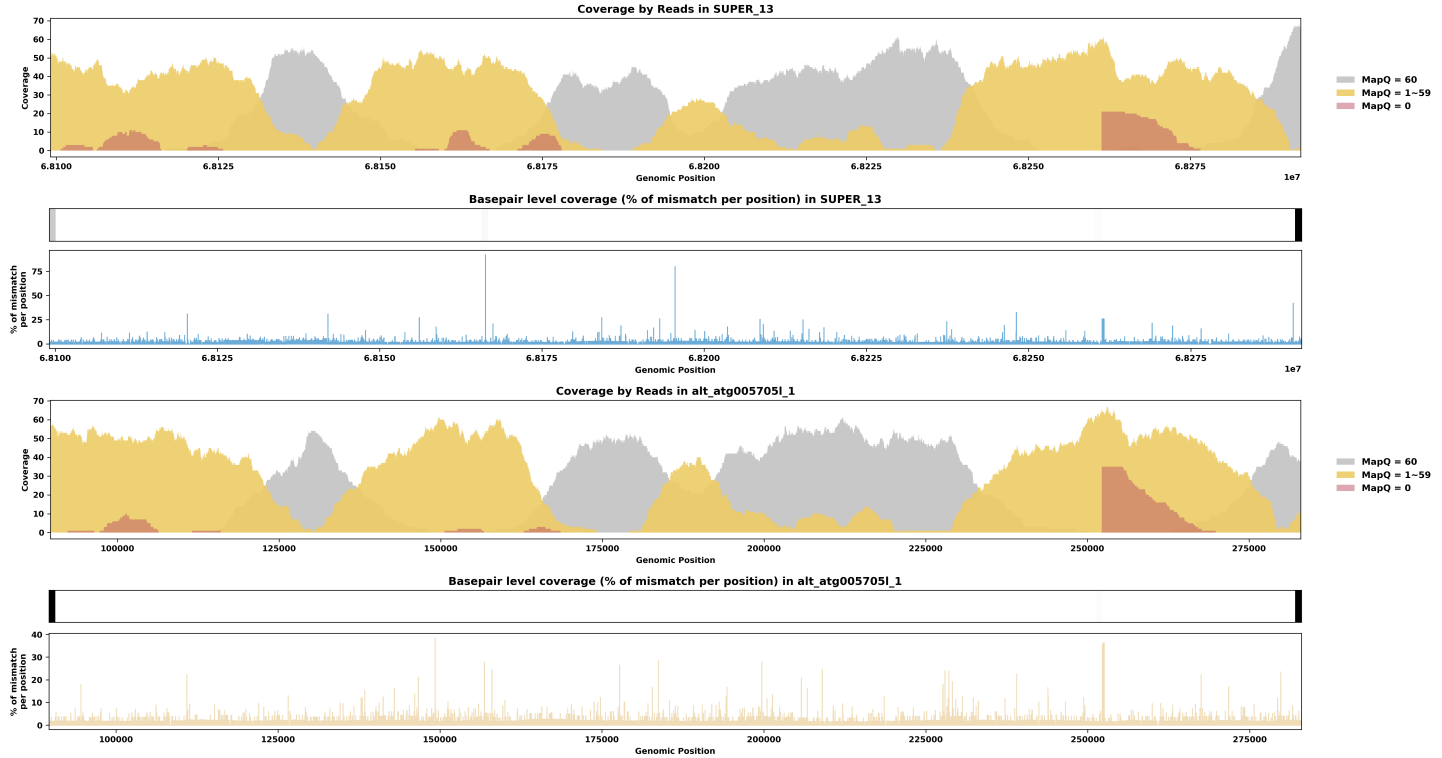 Coverage by Reads in SUPER_13
70
60
50
40
30
20
10
0
Coverage
6.8100 6.8125 6.8150 6.8175 6.8200 6.8225 6.8250 6.8275
Genomic Position
1e7
MapQ = 60
MapQ = 1~59
MapQ = 0
Basepair level coverage (% of mismatch per position) in SUPER_13
75
50
25
0
% of mismatch
per position
6.8100 6.8125 6.8150 6.8175 6.8200 6.8225 6.8250 6.8275
Genomic Position
1e7
Coverage by Reads in alt_atg005705l_1
70
60
50
40
30
20
10
0
Coverage
100000 125000 150000 175000 200000 225000 250000 275000
Genomic Position
MapQ = 60
MapQ = 1~59
MapQ = 0
Basepair level coverage (% of mismatch per position) in alt_atg005705l_1
40
30
20
10
0
% of mismatch
per position
100000 125000 150000 175000 200000 225000 250000 275000
Genomic Position